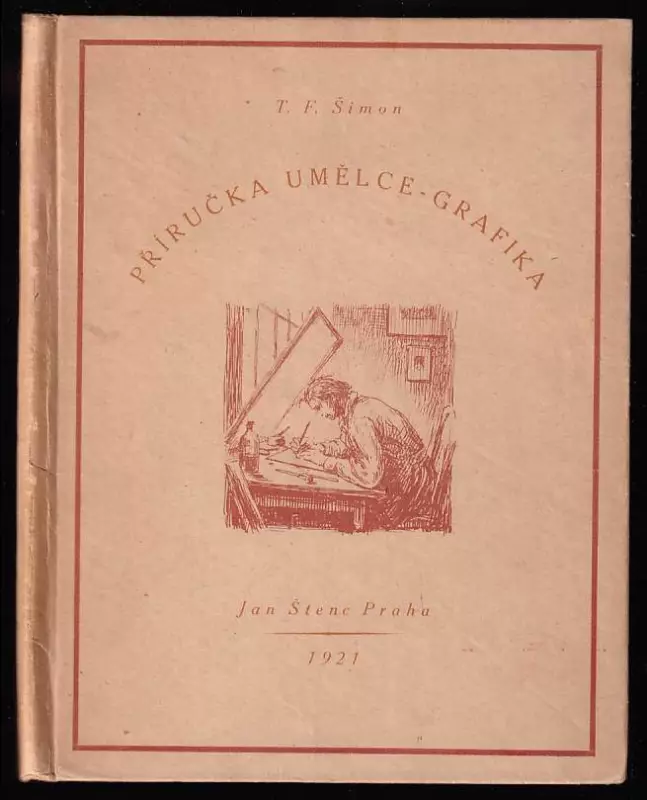 T. F. Šimon
PŘÍRUČKA UMĚLCE-GRAFIKA
Jan Štenc Praha
1921